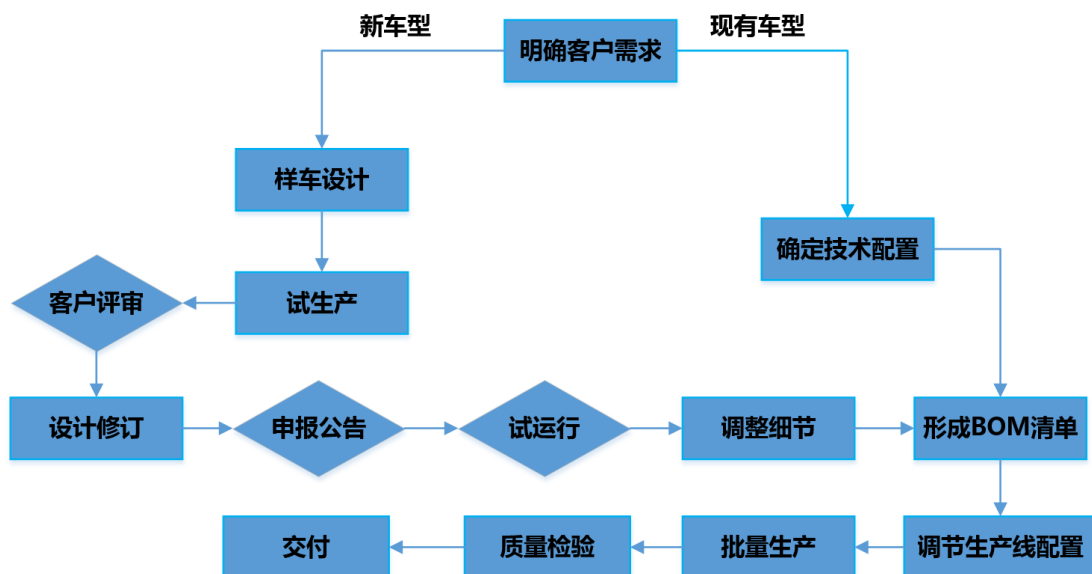 新车型
现有车型
明确客户需求
样车设计
确定技术配置
客户评审
试生产
设计修订
申报公告
试运行
调整细节
形成BOM清单
交付
质量检验
批量生产
调节生产线配置